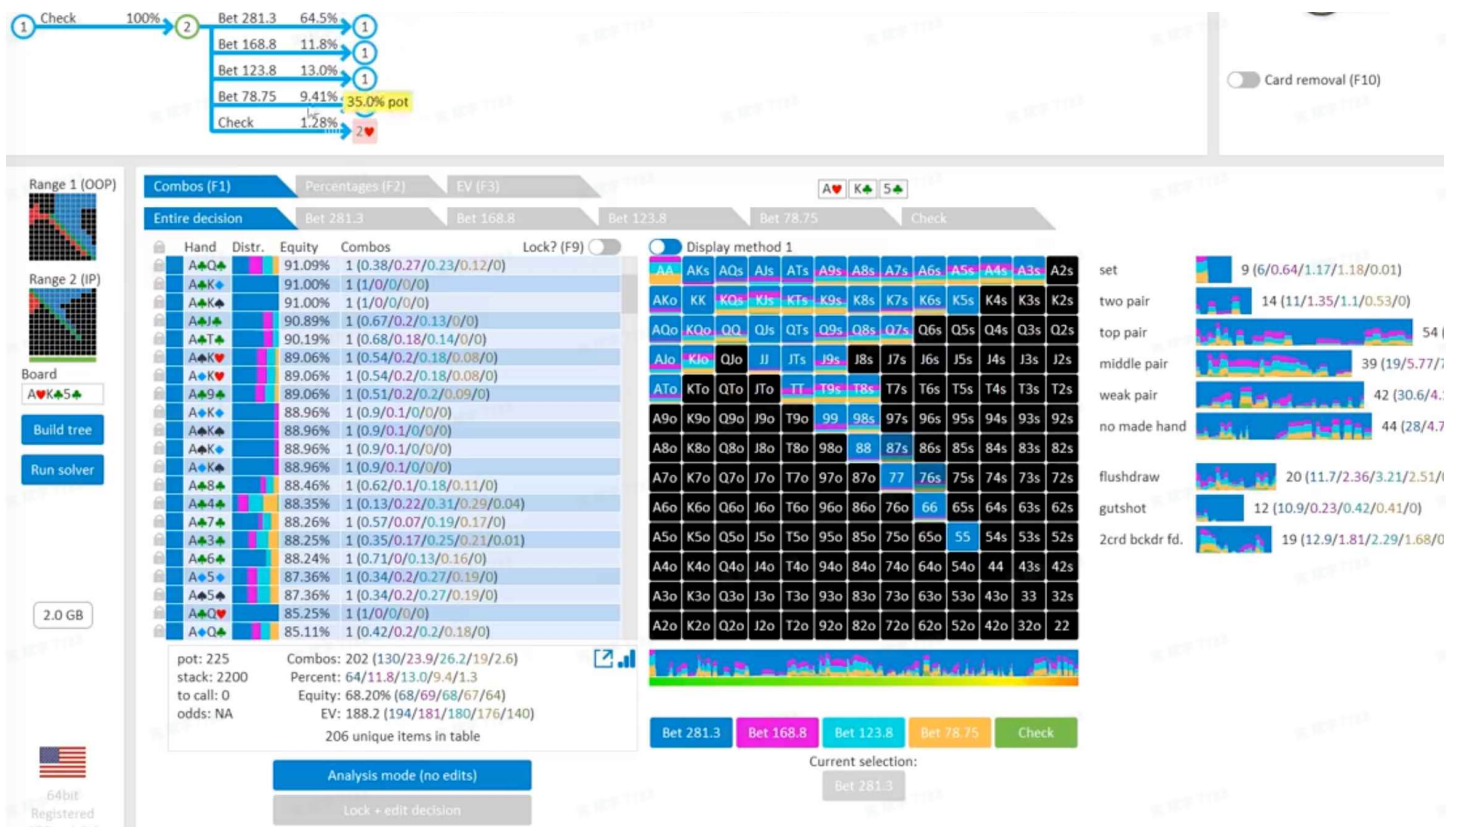 1 Check 100% 2 Bet 281.3 64.5% 1
Bet 168.8 11.8% 1
Bet 123.8 13.0% 1
Bet 78.75 9.41% 35.0% pot
Check 1.28% 2♥
Card removal (F10)
Range 1 (OOP)
Range 2 (IP)
Board
A♥K♣5♣
Build tree
Run solver
2.0 GB
64bit
Registered
Combos (F1) Percentages (F2) EV (F3)
A♥ K♣ 5♣
Entire decision Bet 281.3 Bet 168.8 Bet 123.8 Bet 78.75 Check
Hand Distr. Equity Combos Lock? (F9)
A♣Q♣ 91.09% 1 (0.38/0.27/0.23/0.12/0)
A♣K♦ 91.00% 1 (1/0/0/0/0)
A♣K♠ 91.00% 1 (1/0/0/0/0)
A♣J♣ 90.89% 1 (0.67/0.2/0.13/0/0)
A♣T♣ 90.19% 1 (0.68/0.18/0.14/0/0)
A♠K♥ 89.06% 1 (0.54/0.2/0.18/0.08/0)
A♦K♥ 89.06% 1 (0.54/0.2/0.18/0.08/0)
A♣9♣ 89.06% 1 (0.51/0.2/0.2/0.09/0)
A♦K♦ 88.96% 1 (0.9/0.1/0/0/0)
A♠K♠ 88.96% 1 (0.9/0.1/0/0/0)
A♠K♦ 88.96% 1 (0.9/0.1/0/0/0)
A♦K♠ 88.96% 1 (0.9/0.1/0/0/0)
A♣8♣ 88.46% 1 (0.62/0.1/0.18/0.11/0)
A♣4♣ 88.35% 1 (0.13/0.22/0.31/0.29/0.04)
A♣7♣ 88.26% 1 (0.57/0.07/0.19/0.17/0)
A♣3♣ 88.25% 1 (0.35/0.17/0.25/0.21/0.01)
A♣6♣ 88.24% 1 (0.71/0/0.13/0.16/0)
A♦5♦ 87.36% 1 (0.34/0.2/0.27/0.19/0)
A♠5♠ 87.36% 1 (0.34/0.2/0.27/0.19/0)
A♣Q♥ 85.25% 1 (1/0/0/0/0)
A♦Q♣ 85.11% 1 (0.42/0.2/0.2/0.18/0)
pot: 225 Combos: 202 (130/23.9/26.2/19/2.6)
stack: 2200 Percent: 64/11.8/13.0/9.4/1.3
to call: 0 Equity: 68.20% (68/69/68/67/64)
odds: NA EV: 188.2 (194/181/180/176/140)
206 unique items in table
Analysis mode (no edits)
Lock + edit decision
Display method 1
AA AKs AQs AJs ATs A9s A8s A7s A6s A5s A4s A3s A2s
AKo KK KQs KJs KTs K9s K8s K7s K6s K5s K4s K3s K2s
AQo KQo QQ QJs QTs Q9s Q8s Q7s Q6s Q5s Q4s Q3s Q2s
AJo KJo QJo JJ JTs J9s J8s J7s J6s J5s J4s J3s J2s
ATo KTo QTo JTo TT T9s T8s T7s T6s T5s T4s T3s T2s
A9o K9o Q9o J9o T9o 99 98s 97s 96s 95s 94s 93s 92s
A8o K8o Q8o J8o T8o 98o 88 87s 86s 85s 84s 83s 82s
A7o K7o Q7o J7o T7o 97o 87o 77 76s 75s 74s 73s 72s
A6o K6o Q6o J6o T6o 96o 86o 76o 66 65s 64s 63s 62s
A5o K5o Q5o J5o T5o 95o 85o 75o 65o 55 54s 53s 52s
A4o K4o Q4o J4o T4o 94o 84o 74o 64o 54o 44 43s 42s
A3o K3o Q3o J3o T3o 93o 83o 73o 63o 53o 43o 33 32s
A2o K2o Q2o J2o T2o 92o 82o 72o 62o 52o 42o 32o 22
Bet 281.3 Bet 168.8 Bet 123.8 Bet 78.75 Check
Current selection:
Bet 281.3
set 9 (6/0.64/1.17/1.18/0.01)
two pair 14 (11/1.35/1.1/0.53/0)
top pair 54 (
middle pair 39 (19/5.77/7
weak pair 42 (30.6/4.
no made hand 44 (28/4.7
flushdraw 20 (11.7/2.36/3.21/2.51/
gutshot 12 (10.9/0.23/0.42/0.41/0)
2crd bckdr fd. 19 (12.9/1.81/2.29/1.68/0